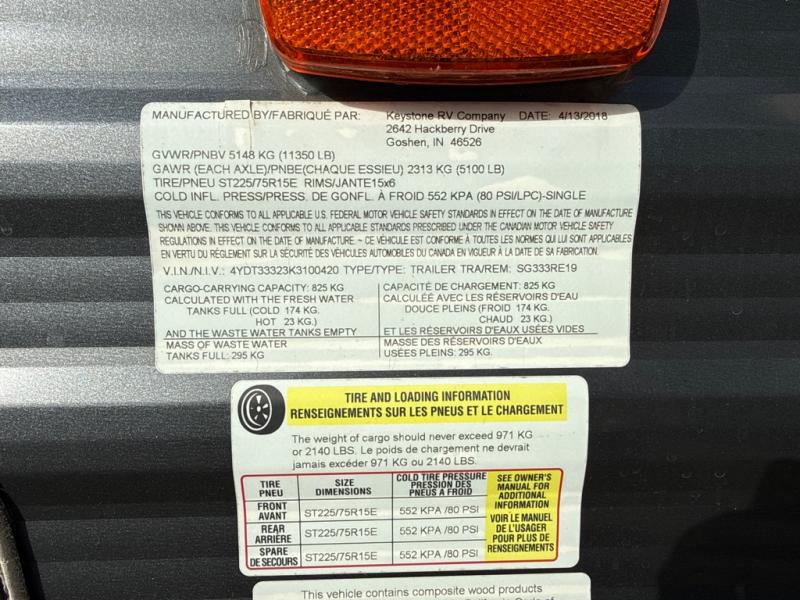 MANUFACTURED BY/FABRIQUÉ PAR: Keystone RV Company DATE: 4/13/2018
2642 Hackberry Drive
Goshen, IN 46526
GVWR/PNBV 5148 KG (11350 LB)
GAWR (EACH AXLE)/PNBE(CHAQUE ESSIEU) 2313 KG (5100 LB)
TIRE/PNEU ST225/75R15E RIMS/JANTE15x6
COLD INFL. PRESS/PRESS. DE GONFL. À FROID 552 KPA (80 PSI/LPC)-SINGLE
THIS VEHICLE CONFORMS TO ALL APPLICABLE U.S. FEDERAL MOTOR VEHICLE SAFETY STANDARDS IN EFFECT ON THE DATE OF MANUFACTURE
SHOWN ABOVE. THIS VEHICLE CONFORMS TO ALL APPLICABLE STANDARDS PRESCRIBED UNDER THE CANADIAN MOTOR VEHICLE SAFETY
REGULATIONS IN EFFECT ON THE DATE OF MANUFACTURE. ~ CE VÉHICULE EST CONFORME À TOUTES LES NORMES QUI LUI SONT APPLICABLES
EN VERTU DU RÉGLEMENT SUR LA SÉCURITÉ DES VÉHICULES AUTOMOBILES DU CANADA EN VIGUEUR À LA DATE DE SA FABRICATION.
V.I.N./N.I.V.: 4YDT33323K3100420 TYPE/TYPE: TRAILER TRA/REM: SG333RE19
CARGO-CARRYING CAPACITY: 825 KG
CALCULATED WITH THE FRESH WATER
TANKS FULL (COLD 174 KG.
HOT 23 KG.)
AND THE WASTE WATER TANKS EMPTY
MASS OF WASTE WATER
TANKS FULL: 295 KG
CAPACITÉ DE CHARGEMENT: 825 KG
CALCULÉE AVEC LES RÉSERVOIRS D'EAU
DOUCE PLEINS (FROID 174 KG.
CHAUD 23 KG.)
ET LES RÉSERVOIRS D'EAUX USÉES VIDES
MASSE DES RÉSERVOIRS D'EAUX
USÉES PLEINS: 295 KG.
TIRE AND LOADING INFORMATION
RENSEIGNEMENTS SUR LES PNEUS ET LE CHARGEMENT
The weight of cargo should never exceed 971 KG
or 2140 LBS. Le poids de chargement ne devrait
jamais excéder 971 KG ou 2140 LBS.
TIRE
PNEU
SIZE
DIMENSIONS
COLD TIRE PRESSURE
PRESSION DES
PNEUS A FROID
FRONT
AVANT
ST225/75R15E
552 KPA /80 PSI
REAR
ARRIÈRE
ST225/75R15E
552 KPA /80 PSI
SPARE
DE SECOURS
ST225/75R15E
552 KPA /80 PSI
SEE OWNER'S
MANUAL FOR
ADDITIONAL
INFORMATION
VOIR LE MANUEL
DE L'USAGER
POUR PLUS DE
RENSEIGNEMENTS
This vehicle contains composite wood products